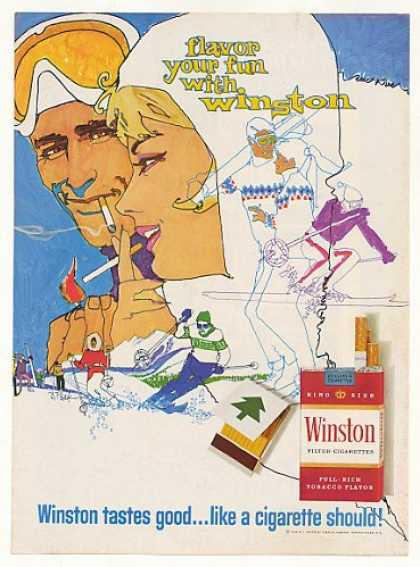 flavor
your fun
with
winston
KING SIZE
Winston
FILTER·CIGARETTES
FULL·RICH
TOBACCO FLAVOR
Winston tastes good...like a cigarette should!